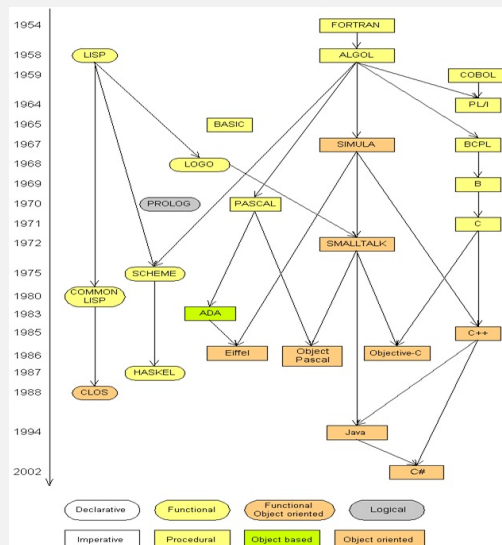 1954
FORTRAN
1958
LISP
ALGOL
1959
COBOL
1964
PL/I
1965
BASIC
1967
SIMULA
BCPL
1968
LOGO
1969
B
1970
PROLOG
PASCAL
1971
C
1972
SMALLTALK
1975
SCHEME
1980
COMMON
LISP
1983
ADA
1985
C++
1986
Eiffel
Object
Pascal
Objective-C
1987
HASKEL
1988
CLOS
1994
Java
2002
C#
Declarative
Functional
Functional
Object oriented
Logical
Imperative
Procedural
Object based
Object oriented